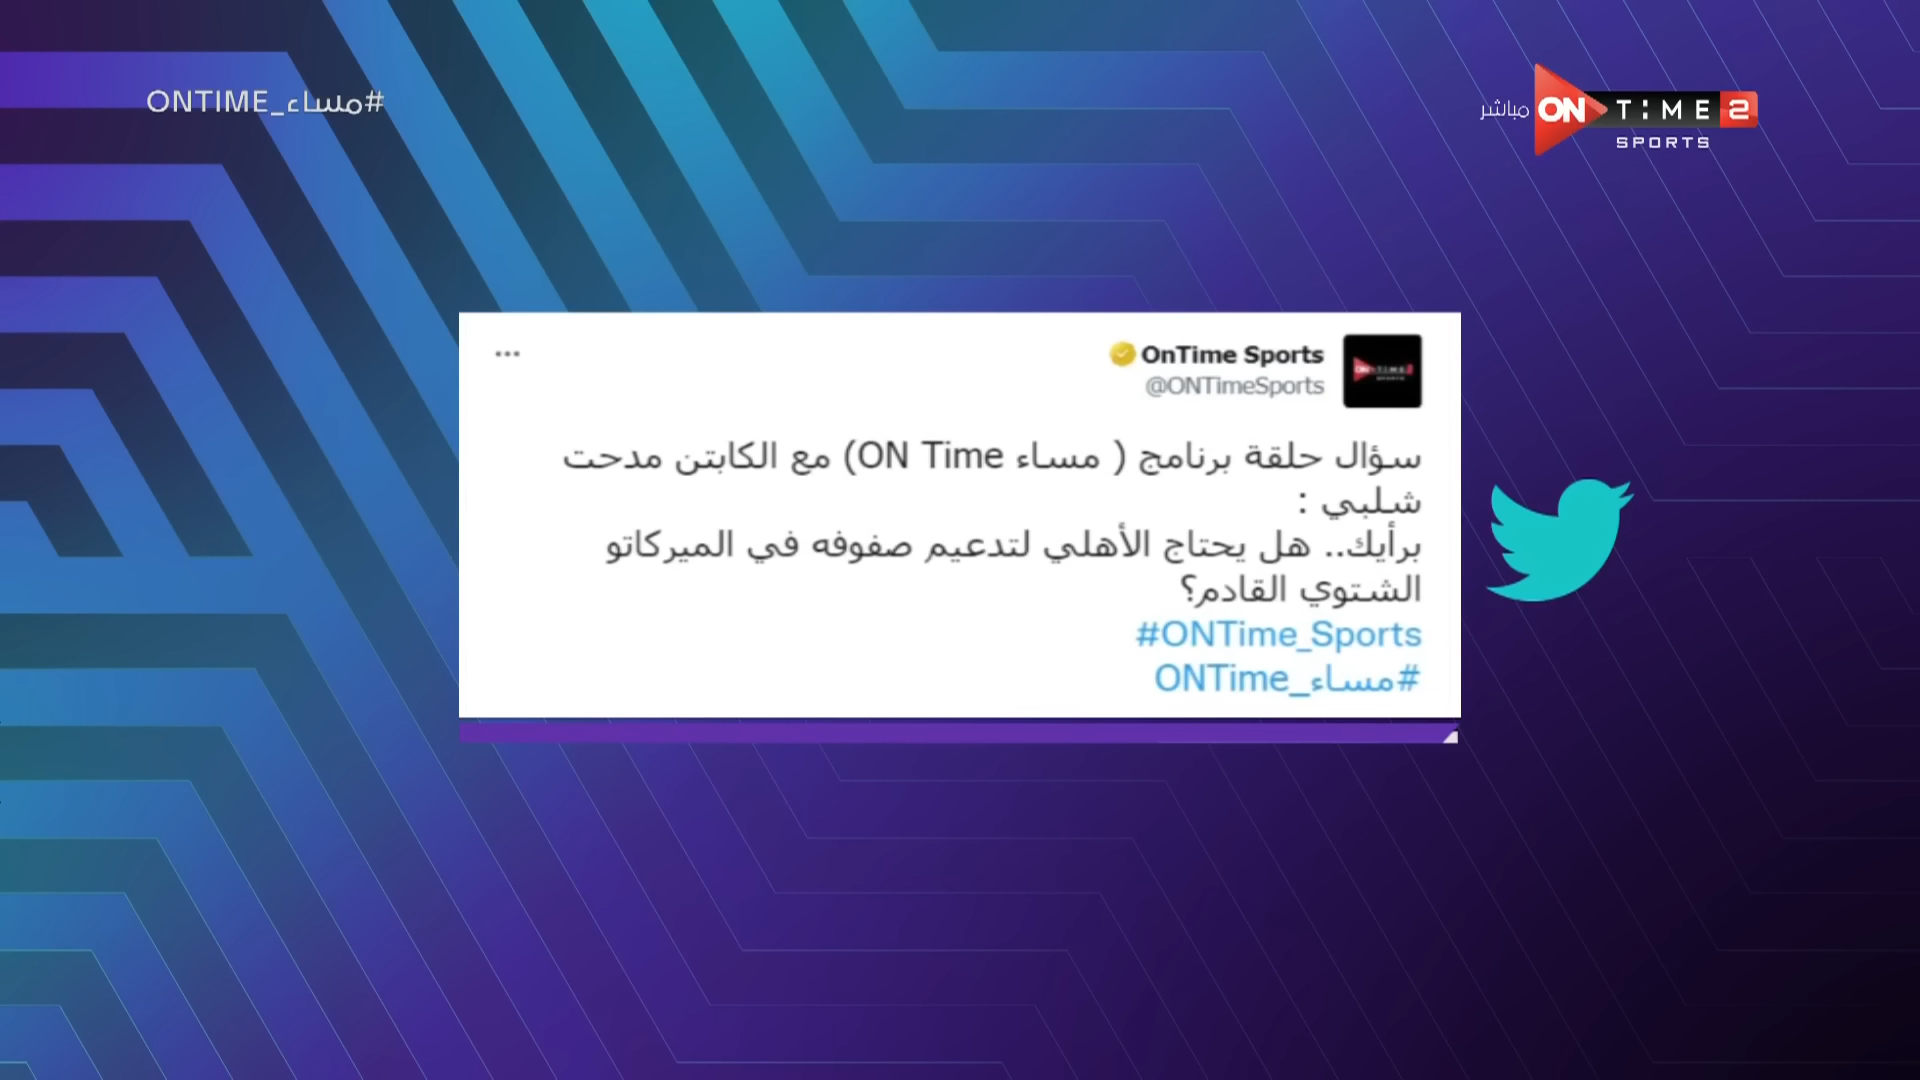 #مساء_ONTIME
مباشر ON TIME 2
SPORTS
OnTime Sports
@ONTimeSports
سؤال حلقة برنامج ( مساء ON Time) مع الكابتن مدحت
شلبي :
برأيك.. هل يحتاج الأهلي لتدعيم صفوفه في الميركاتو
الشتوي القادم؟
#ONTime_Sports
#مساء_ONTime